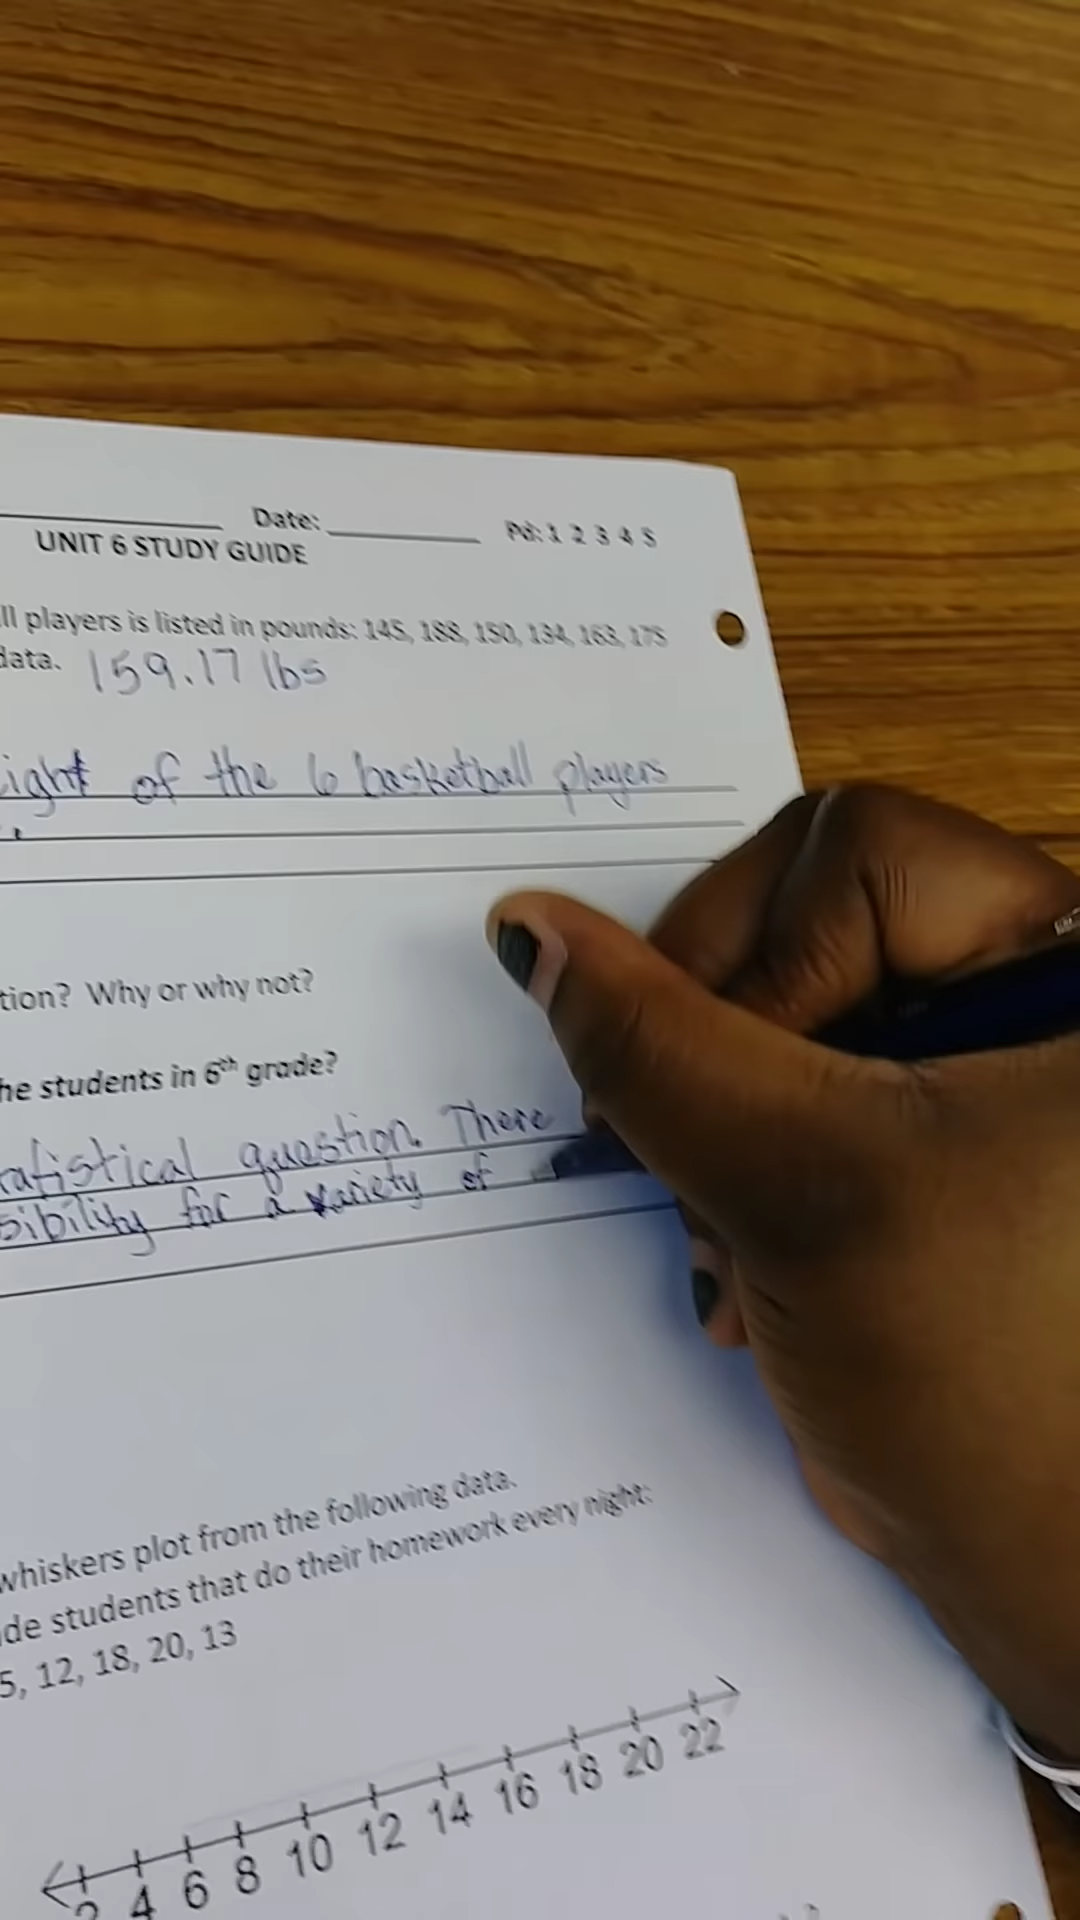 Date: Pd: 1 2 3 4 5
UNIT 6 STUDY GUIDE
ll players is listed in pounds: 145, 188, 150, 134, 163, 175
data. 159.17 lbs
ight of the 6 basketball players
tion? Why or why not?
he students in 6th grade?
tatistical question. There
sibility for a variety of
whiskers plot from the following data.
de students that do their homework every night:
5, 12, 18, 20, 13
2 4 6 8 10 12 14 16 18 20 22